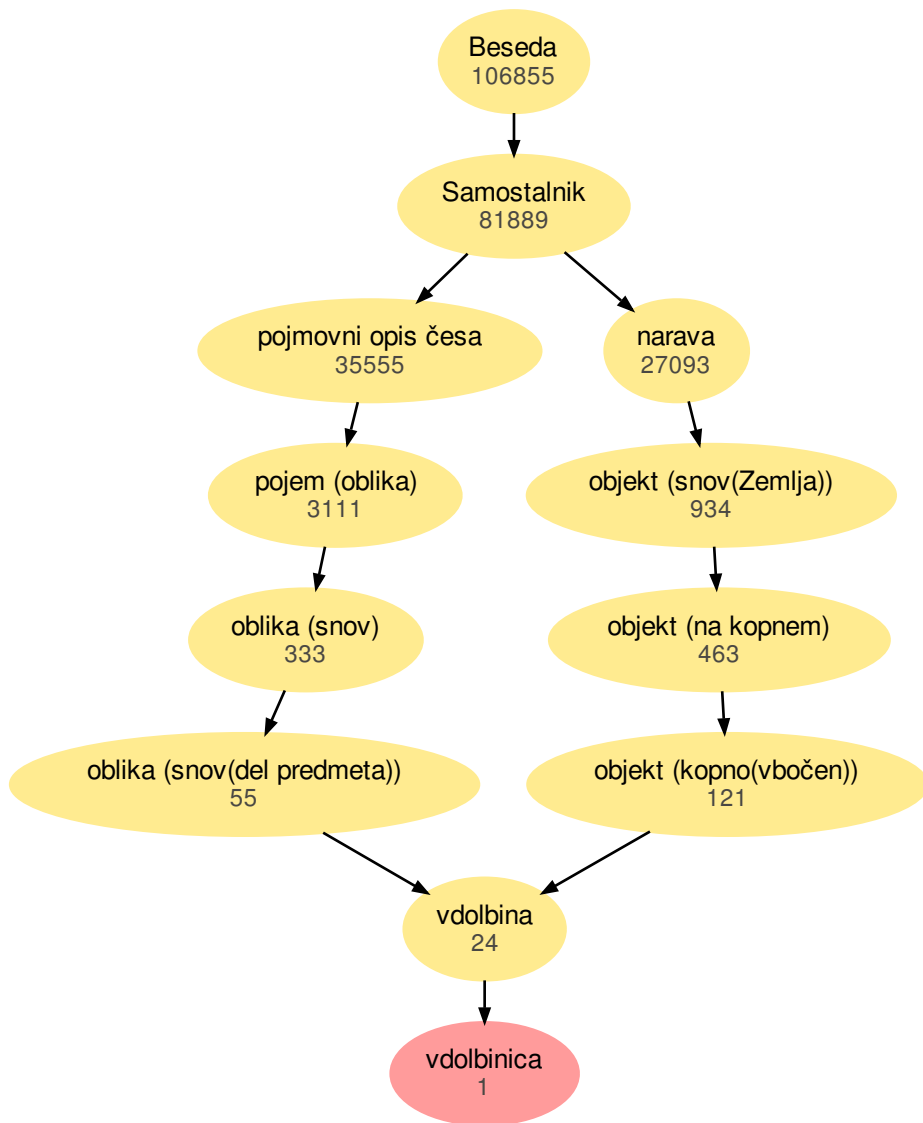 Beseda
106855
Samostalnik
81889
pojmovni opis česa
35555
narava
27093
pojem (oblika)
3111
objekt (snov(Zemlja))
934
oblika (snov)
333
objekt (na kopnem)
463
oblika (snov(del predmeta))
55
objekt (kopno(vbočen))
121
vdolbina
24
vdolbinica
1